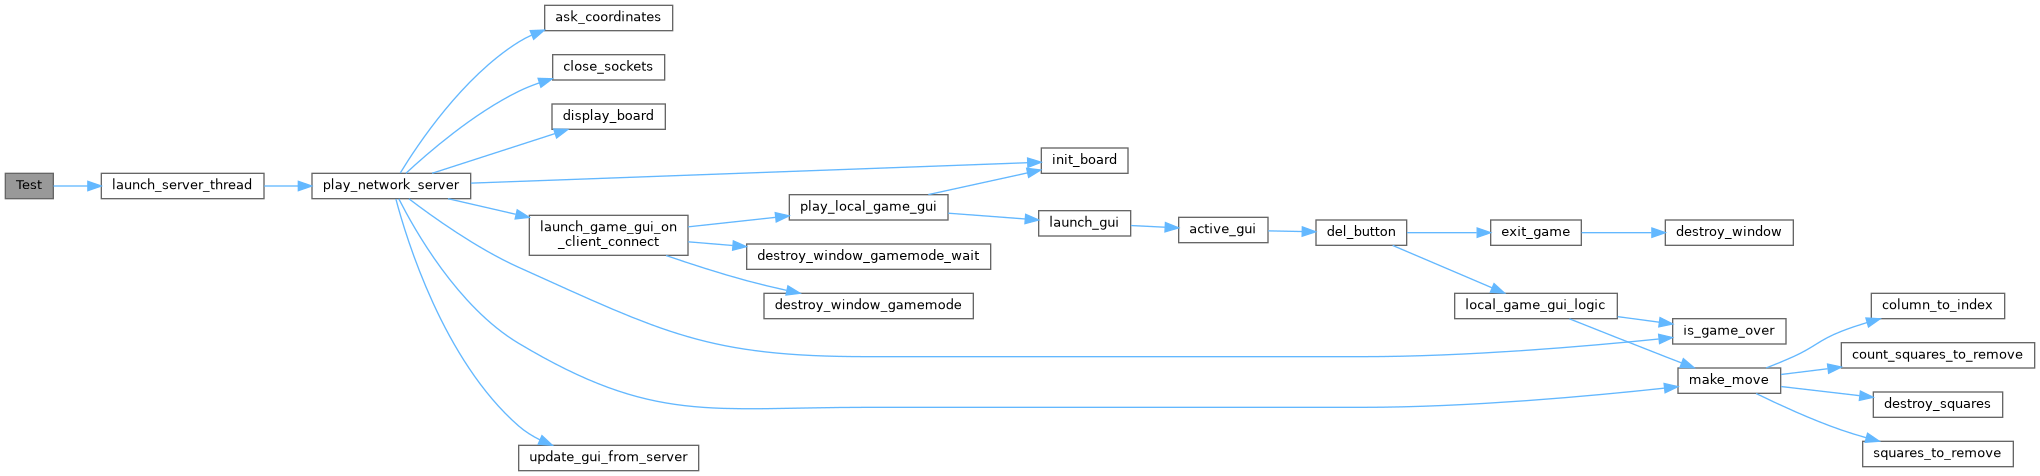 Test
launch_server_thread
play_network_server
ask_coordinates
close_sockets
display_board
launch_game_gui_on
_client_connect
update_gui_from_server
play_local_game_gui
destroy_window_gamemode_wait
destroy_window_gamemode
init_board
launch_gui
active_gui
del_button
exit_game
local_game_gui_logic
destroy_window
is_game_over
make_move
column_to_index
count_squares_to_remove
destroy_squares
squares_to_remove